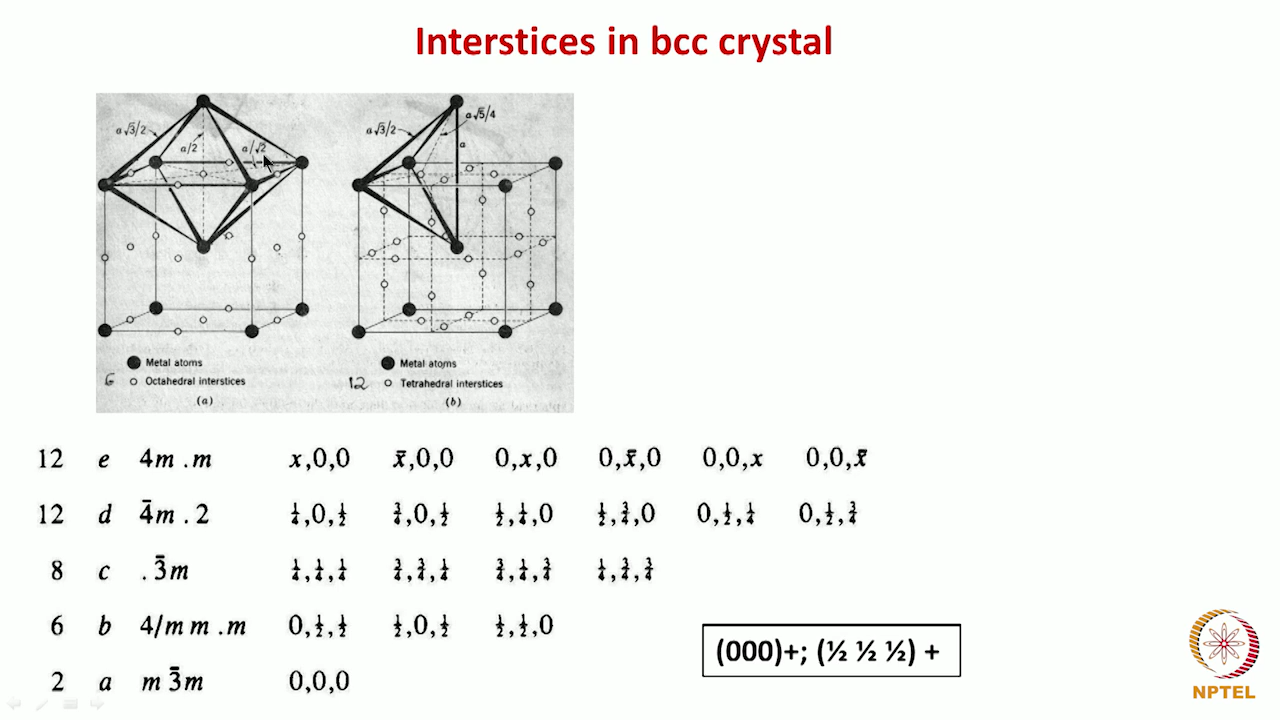 Interstices in bcc crystal
a√3/2
a/2
a/√2
a√3/2
a√5/4
a
Metal atoms
Metal atoms
6 Octahedral interstices
12 Tetrahedral interstices
(a)
(b)
12 e 4m .m x,0,0 x̄,0,0 0,x,0 0,x̄,0 0,0,x 0,0,x̄
12 d 4̄m . 2 ¼,0,½ ¾,0,½ ½,¼,0 ½,¾,0 0,½,¼ 0,½,¾
8 c . 3̄m ¼,¼,¼ ¾,¾,¼ ¾,¼,¾ ¼,¾,¾
6 b 4/m m .m 0,½,½ ½,0,½ ½,½,0
2 a m 3̄m 0,0,0
(000)+; (½ ½ ½) +
NPTEL